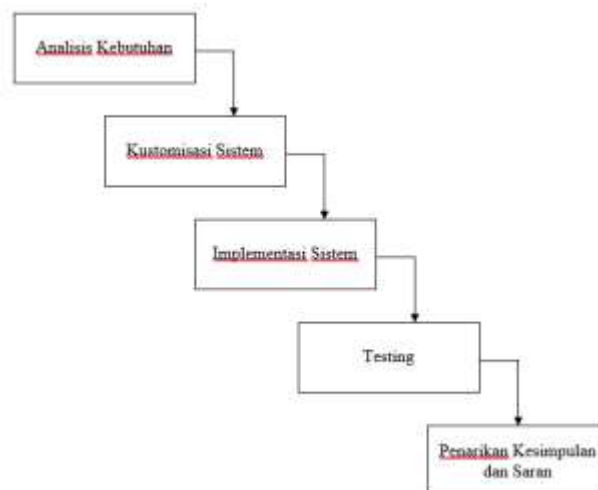 Analisis Kebutuhan
Kustomisasi Sistem
Implementasi Sistem
Testing
Penarikan Kesimpulan
dan Saran